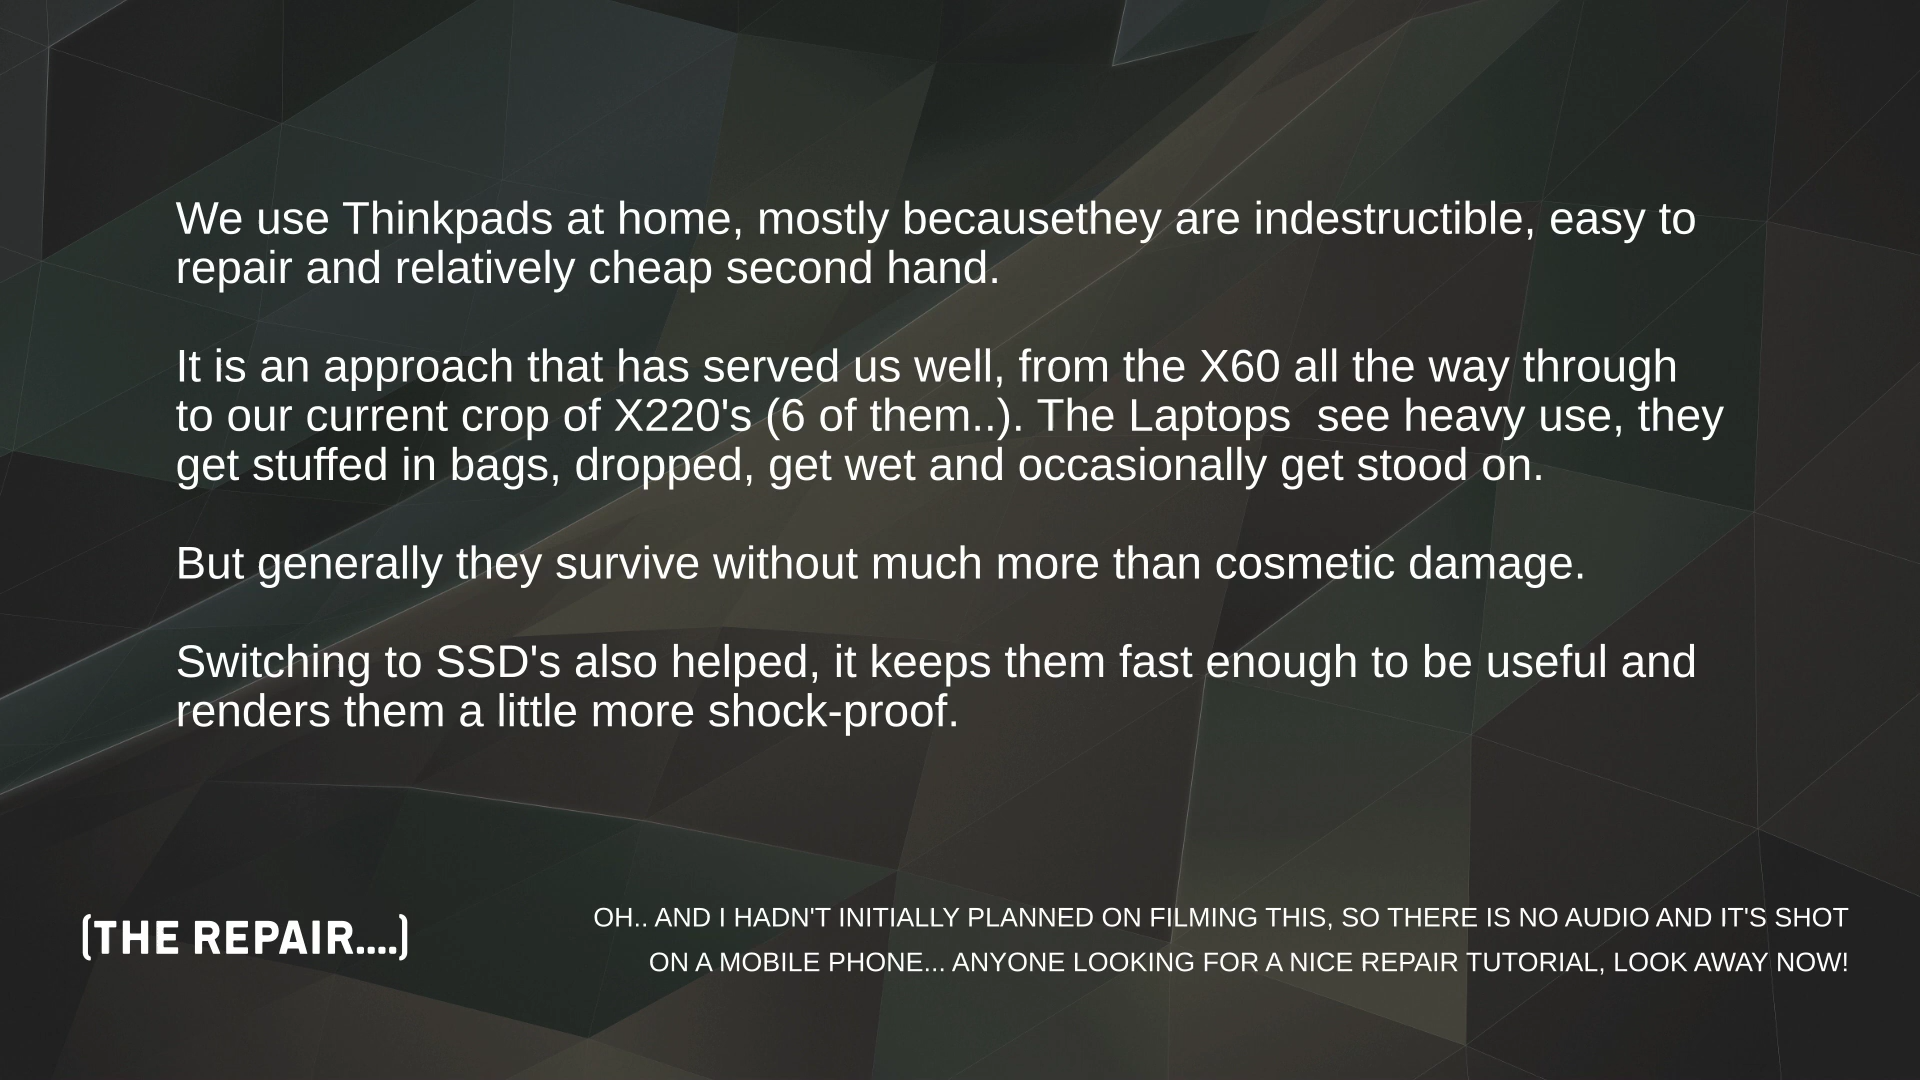 We use Thinkpads at home, mostly becausethey are indestructible, easy to
repair and relatively cheap second hand.
It is an approach that has served us well, from the X60 all the way through
to our current crop of X220's (6 of them..). The Laptops  see heavy use, they
get stuffed in bags, dropped, get wet and occasionally get stood on.
But generally they survive without much more than cosmetic damage.
Switching to SSD's also helped, it keeps them fast enough to be useful and
renders them a little more shock-proof.
(THE REPAIR....)
OH.. AND I HADN'T INITIALLY PLANNED ON FILMING THIS, SO THERE IS NO AUDIO AND IT'S SHOT
ON A MOBILE PHONE... ANYONE LOOKING FOR A NICE REPAIR TUTORIAL, LOOK AWAY NOW!